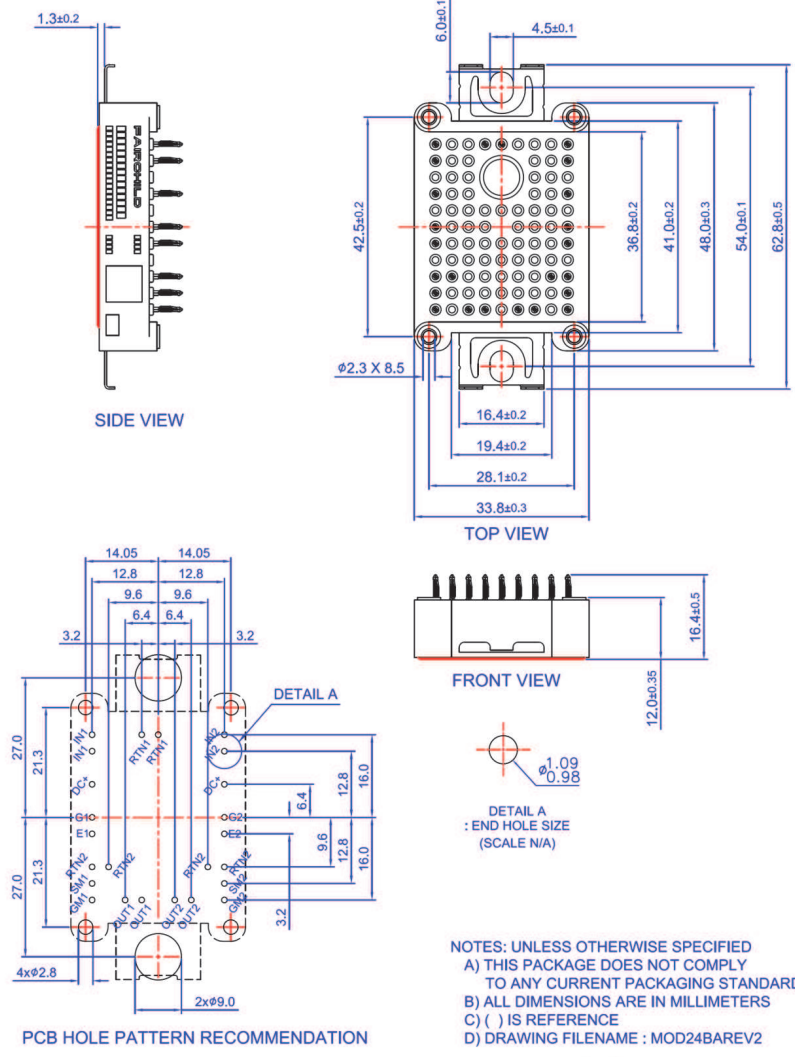 1.3±0.2
FAIRCHILD
SIDE VIEW
6.0±0.1
4.5±0.1
42.5±0.2
36.8±0.2
41.0±0.2
48.0±0.3
54.0±0.1
62.8±0.5
ø2.3 X 8.5
16.4±0.2
19.4±0.2
28.1±0.2
33.8±0.3
TOP VIEW
14.05 14.05
12.8 12.8
9.6 9.6
6.4 6.4
3.2 3.2
DETAIL A
27.0
21.3
IN1 RTN1 RTN1 IN2
IN1 IN2
DC+ DC+
G1 G2
E1 E2
RTN2 RTN2 RTN2 RTN2
SM1 SM2
GM1 OUT1 OUT1 OUT2 OUT2 GM2
27.0
21.3
6.4
12.8
16.0
9.6
12.8
16.0
3.2
4xø2.8
2xø9.0
PCB HOLE PATTERN RECOMMENDATION
16.4±0.5
12.0±0.35
FRONT VIEW
ø1.09
0.98
DETAIL A
: END HOLE SIZE
(SCALE N/A)
NOTES: UNLESS OTHERWISE SPECIFIED
A) THIS PACKAGE DOES NOT COMPLY
TO ANY CURRENT PACKAGING STANDARD
B) ALL DIMENSIONS ARE IN MILLIMETERS
C) ( ) IS REFERENCE
D) DRAWING FILENAME : MOD24BAREV2